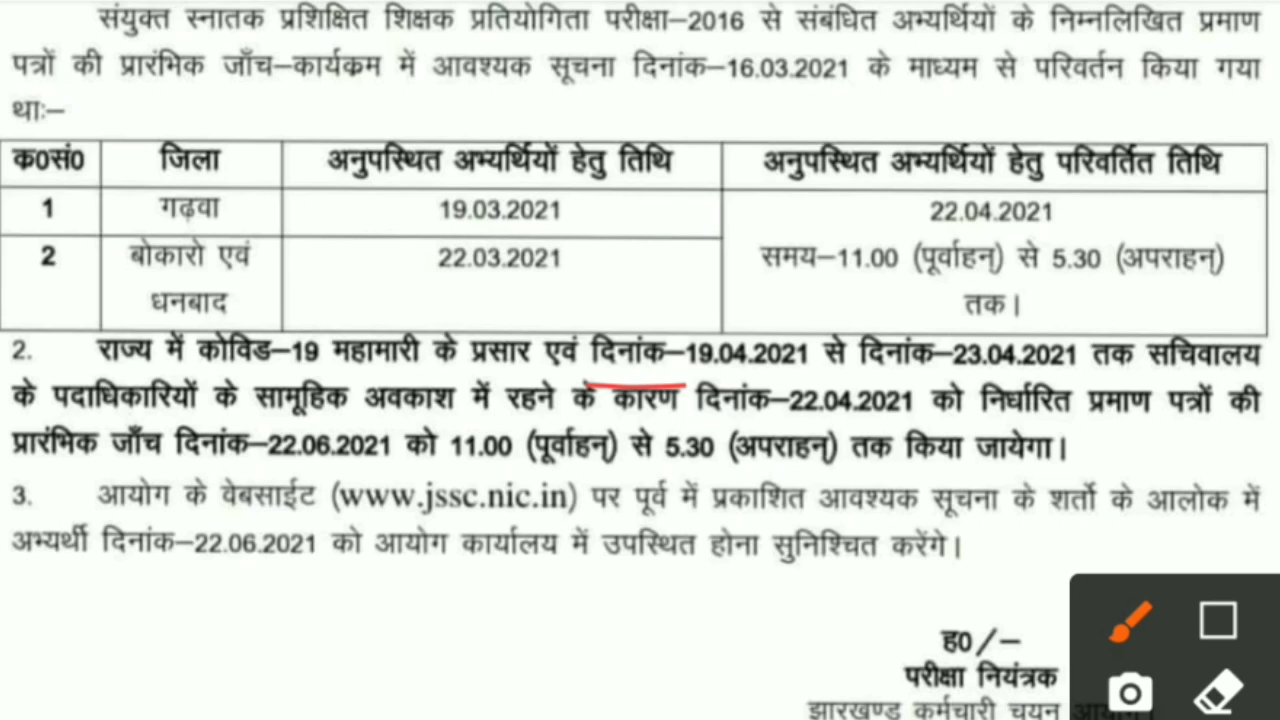 संयुक्त स्नातक प्रशिक्षित शिक्षक प्रतियोगिता परीक्षा–2016 से संबंधित अभ्यर्थियों के निम्नलिखित प्रमाण
पत्रों की प्रारंभिक जाँच–कार्यक्रम में आवश्यक सूचना दिनांक–16.03.2021 के माध्यम से परिवर्तन किया गया
थाः–
क0सं0 जिला अनुपस्थित अभ्यर्थियों हेतु तिथि अनुपस्थित अभ्यर्थियों हेतु परिवर्तित तिथि
1 गढ़वा 19.03.2021 22.04.2021
2 बोकारो एवं 22.03.2021 समय–11.00 (पूर्वाहन) से 5.30 (अपराहन)
धनबाद तक।
2. राज्य में कोविड–19 महामारी के प्रसार एवं दिनांक–19.04.2021 से दिनांक–23.04.2021 तक सचिवालय
के पदाधिकारियों के सामूहिक अवकाश में रहने के कारण दिनांक–22.04.2021 को निर्धारित प्रमाण पत्रों की
प्रारंभिक जाँच दिनांक–22.06.2021 को 11.00 (पूर्वाहन) से 5.30 (अपराहन) तक किया जायेगा।
3. आयोग के वेबसाईट (www.jssc.nic.in) पर पूर्व में प्रकाशित आवश्यक सूचना के शर्तो के आलोक में
अभ्यर्थी दिनांक–22.06.2021 को आयोग कार्यालय में उपस्थित होना सुनिश्चित करेंगे।
ह0/–
परीक्षा नियंत्रक
झारखण्ड कर्मचारी चयन आयोग।